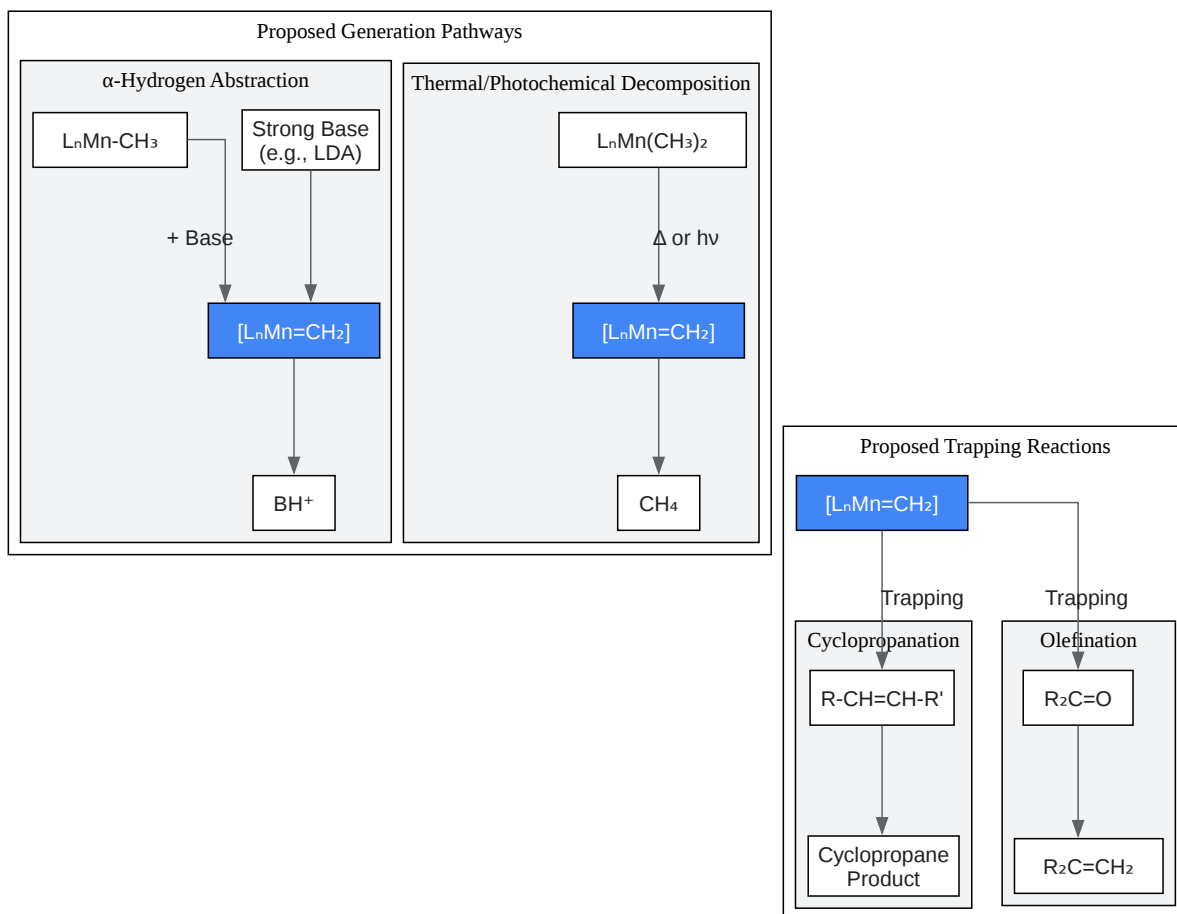 Proposed Generation Pathways
α-Hydrogen Abstraction
LₙMn-CH₃
Strong Base
(e.g., LDA)
+ Base
[LₙMn=CH₂]
BH⁺
Thermal/Photochemical Decomposition
LₙMn(CH₃)₂
Δ or hν
[LₙMn=CH₂]
CH₄
Proposed Trapping Reactions
[LₙMn=CH₂]
Trapping
Trapping
Cyclopropanation
R-CH=CH-R'
Cyclopropane
Product
Olefination
R₂C=O
R₂C=CH₂